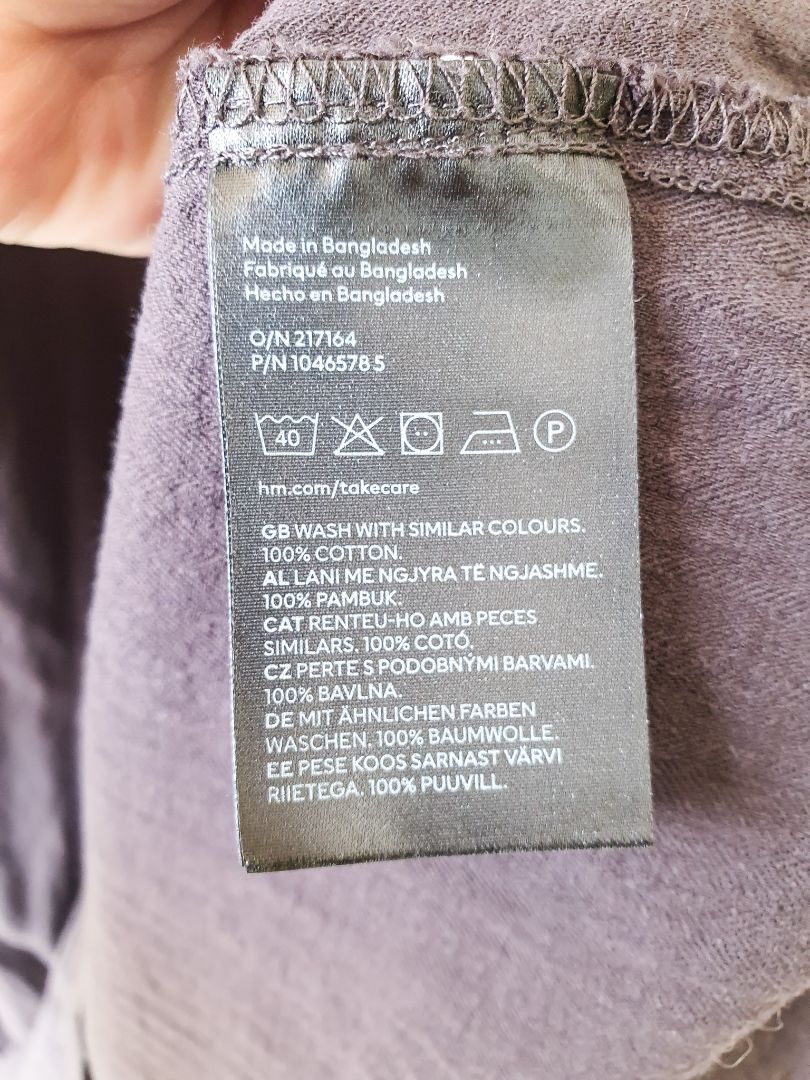 Made in Bangladesh
Fabriqué au Bangladesh
Hecho en Bangladesh
O/N 217164
P/N 10465785
40 P
hm.com/takecare
GB WASH WITH SIMILAR COLOURS.
100% COTTON.
AL LANI ME NGJYRA TË NGJASHME.
100% PAMBUK.
CAT RENTEU-HO AMB PECES
SIMILARS. 100% COTÓ.
CZ PERTE S PODOBNÝMI BARVAMI.
100% BAVLNA.
DE MIT ÄHNLICHEN FARBEN
WASCHEN. 100% BAUMWOLLE.
EE PESE KOOS SARNAST VÄRVI
RIIETEGA. 100% PUUVILL.